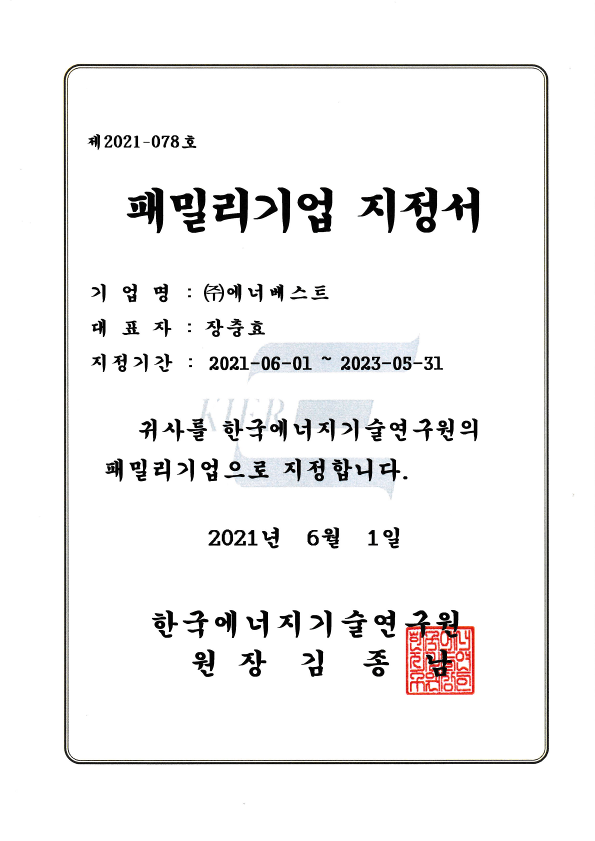 제2021-078호
패밀리기업 지정서
기 업 명 : ㈜에너베스트
대 표 자 : 장충효
지정기간 : 2021-06-01 ~ 2023-05-31
KIER
귀사를 한국에너지기술연구원의
패밀리기업으로 지정합니다.
2021년 6월 1일
한국에너지기술연구원
원 장 김 종 남